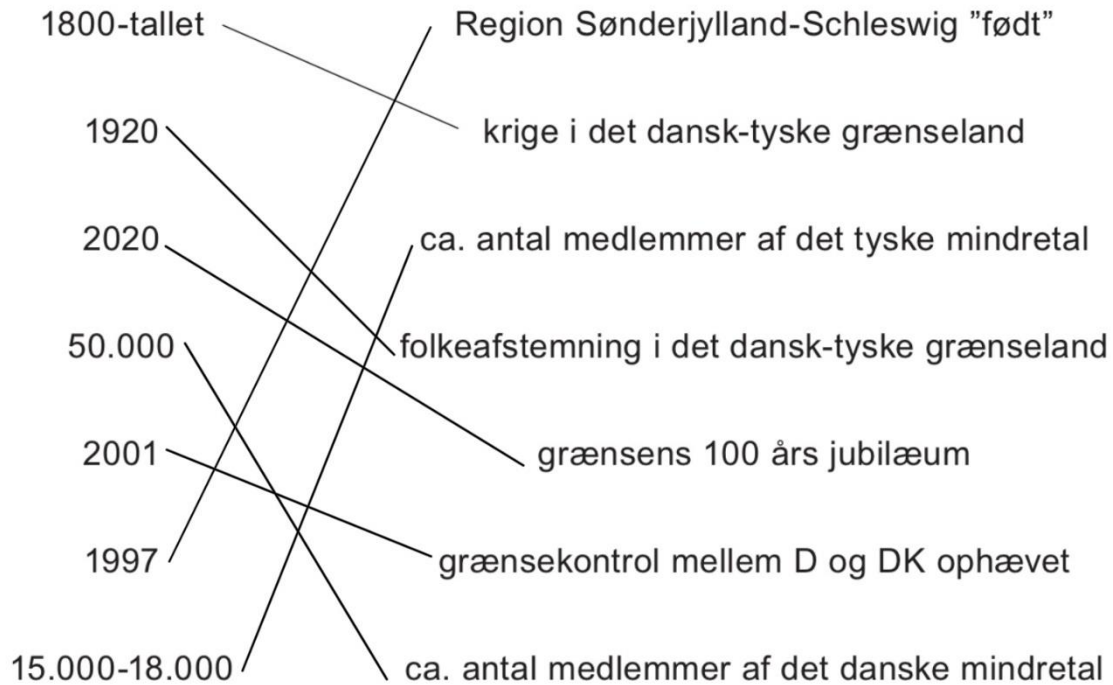 1800-tallet Region Sønderjylland-Schleswig ”født”
1920 krige i det dansk-tyske grænseland
2020 ca. antal medlemmer af det tyske mindretal
50.000 folkeafstemning i det dansk-tyske grænseland
2001 grænsens 100 års jubilæum
1997 grænsekontrol mellem D og DK ophævet
15.000-18.000 ca. antal medlemmer af det danske mindretal